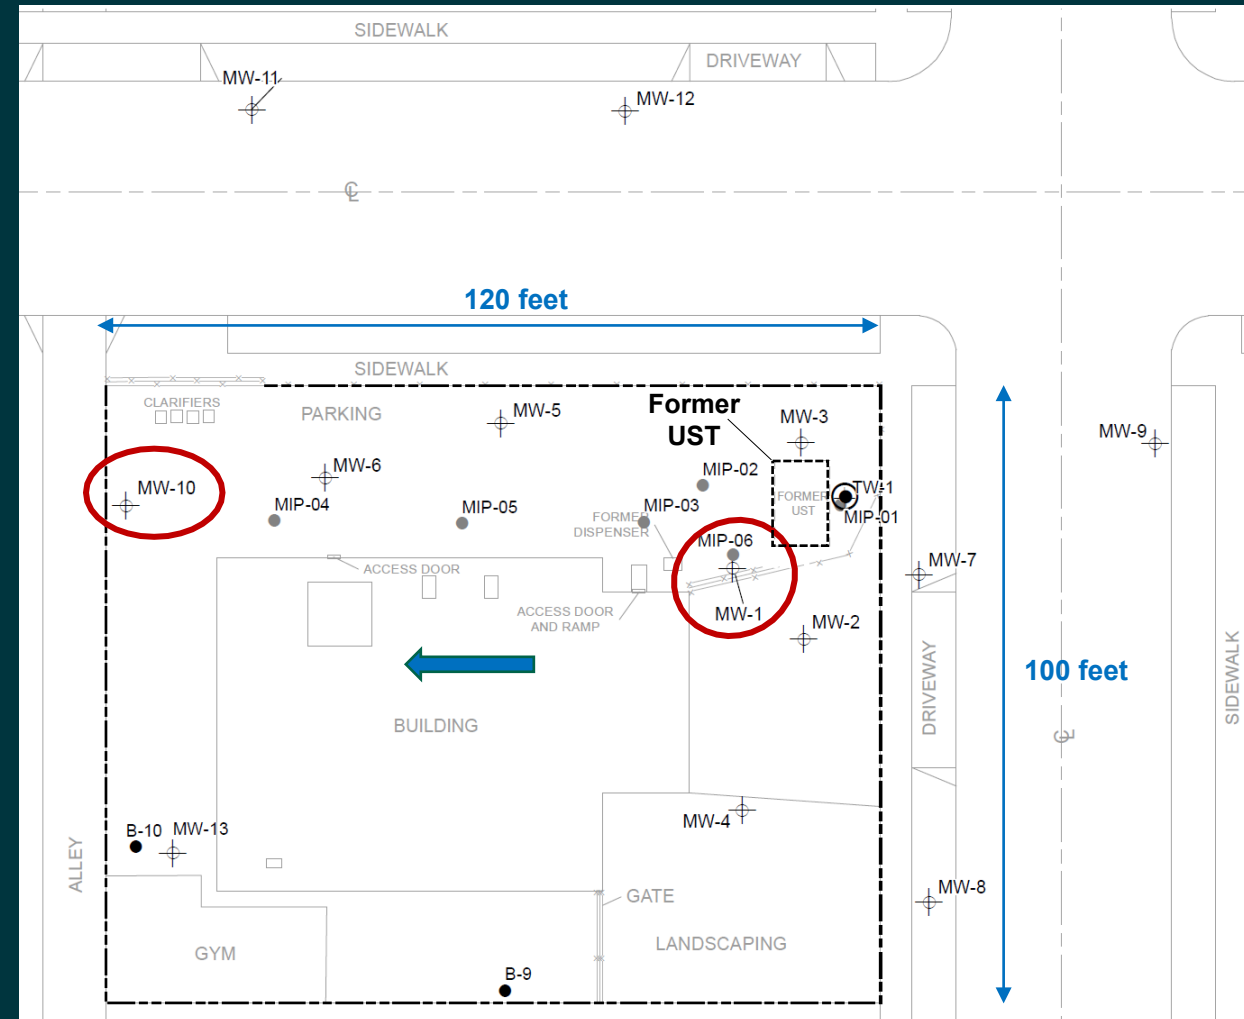 SIDEWALK
DRIVEWAY
MW-11
MW-12
℄
120 feet
SIDEWALK
CLARIFIERS
PARKING
MW-5
Former
UST
MW-3
MW-9
MW-10
MW-6
MIP-02
MIP-04
MIP-05
MIP-03
FORMER
UST
TW-1
MIP-01
FORMER
DISPENSER
MIP-06
MW-7
ACCESS DOOR
ACCESS DOOR
AND RAMP
MW-1
MW-2
100 feet
DRIVEWAY
SIDEWALK
BUILDING
℄
MW-4
B-10
MW-13
ALLEY
GATE
MW-8
GYM
LANDSCAPING
B-9